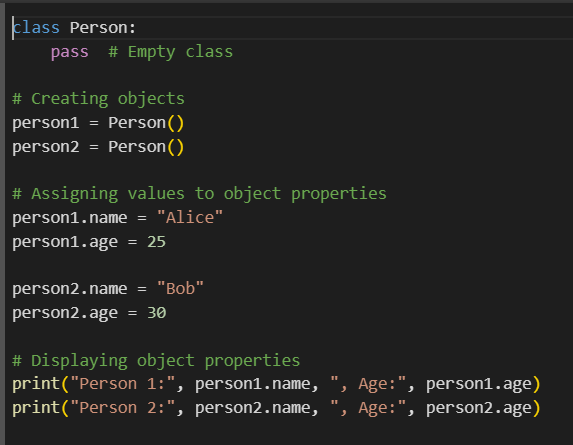 class Person:
    pass  # Empty class
# Creating objects
person1 = Person()
person2 = Person()
# Assigning values to object properties
person1.name = "Alice"
person1.age = 25
person2.name = "Bob"
person2.age = 30
# Displaying object properties
print("Person 1:", person1.name, ", Age:", person1.age)
print("Person 2:", person2.name, ", Age:", person2.age)